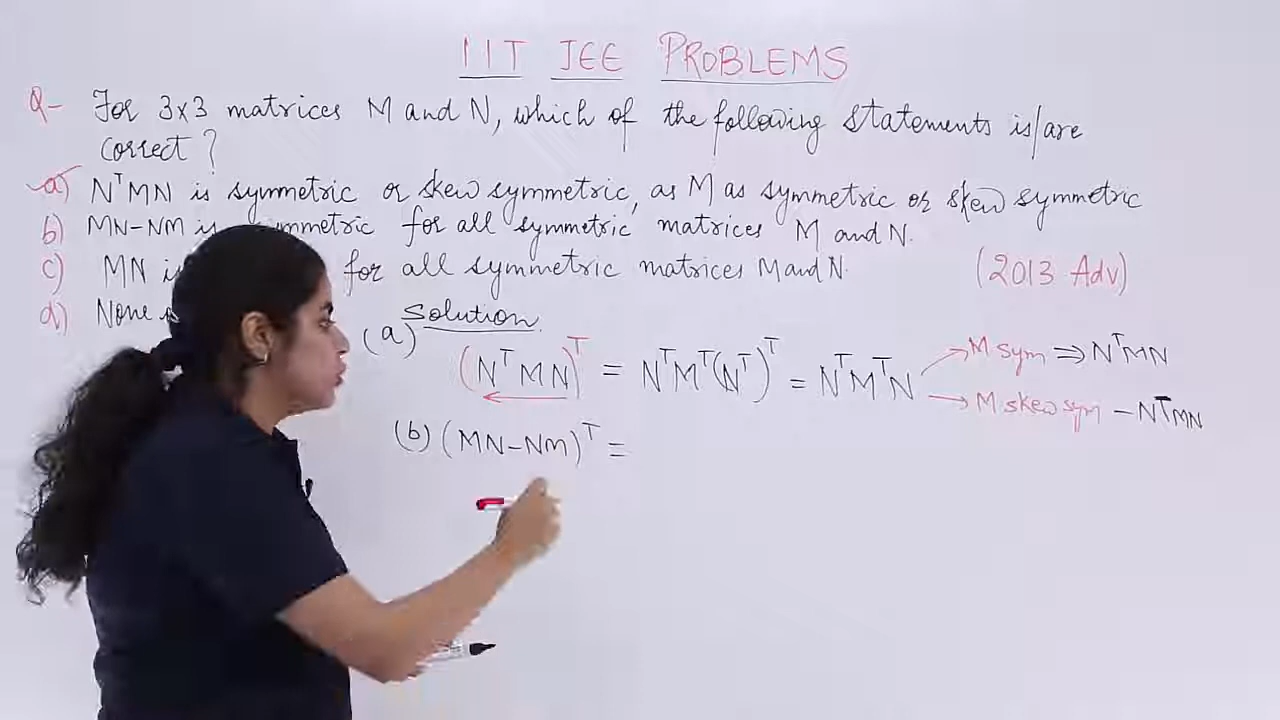 IIT JEE PROBLEMS
Q- For 3x3 matrices M and N, which of the following statements is/are
correct?
a) NᵀMN is symmetric or skew symmetric, as M as symmetric or skew symmetric
b) MN-NM is symmetric for all symmetric matrices M and N.
c) MN for all symmetric matrices M and N.
(2013 Adv)
d) None
Solution
(a)
(NᵀMN)ᵀ = NᵀMᵀ(Nᵀ)ᵀ = NᵀMᵀN
→ M sym ⇒ NᵀMN
→ M skew sym - NᵀMN
(b) (MN-NM)ᵀ =